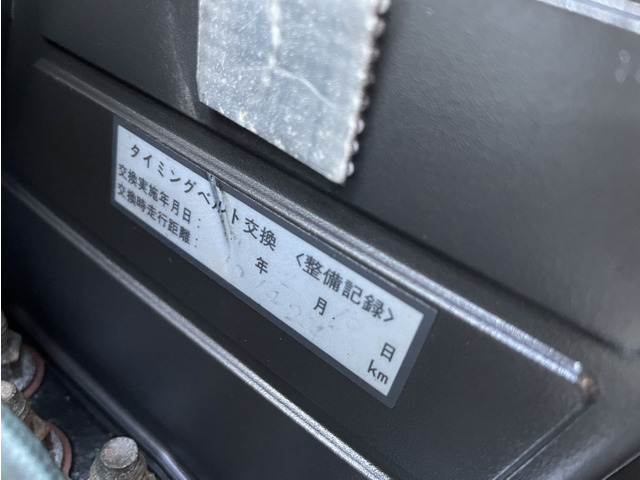 タイミングベルト交換 〈整備記録〉
交換実施年月日: 年 月 日
交換時走行距離: km